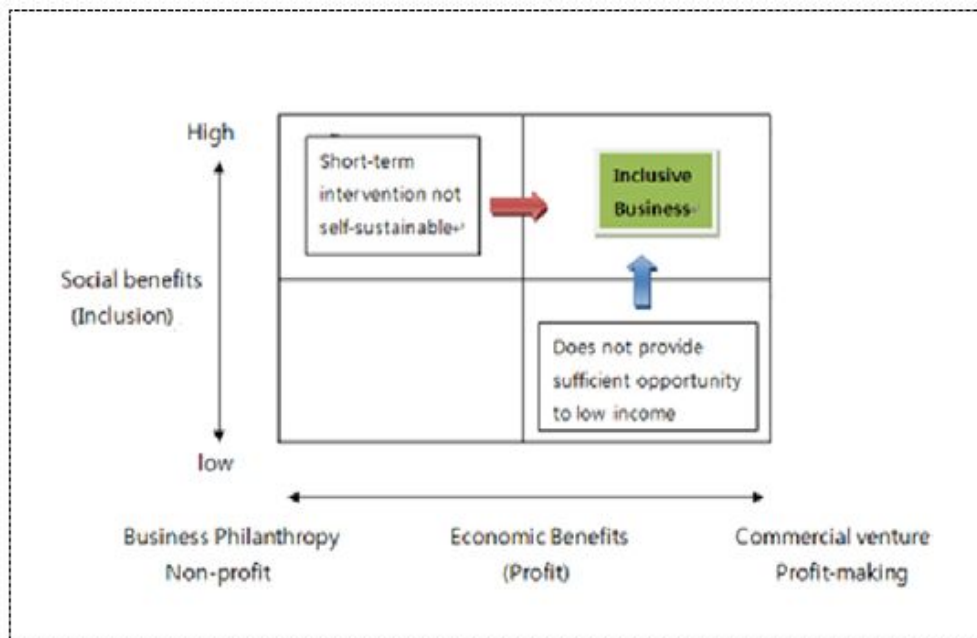 High
Short-term
intervention not
self-sustainable↵
Inclusive
Business↵
Social benefits
(Inclusion)
Does not provide
sufficient opportunity
to low income
low
Business Philanthropy
Non-profit
Economic Benefits
(Profit)
Commercial venture
Profit-making